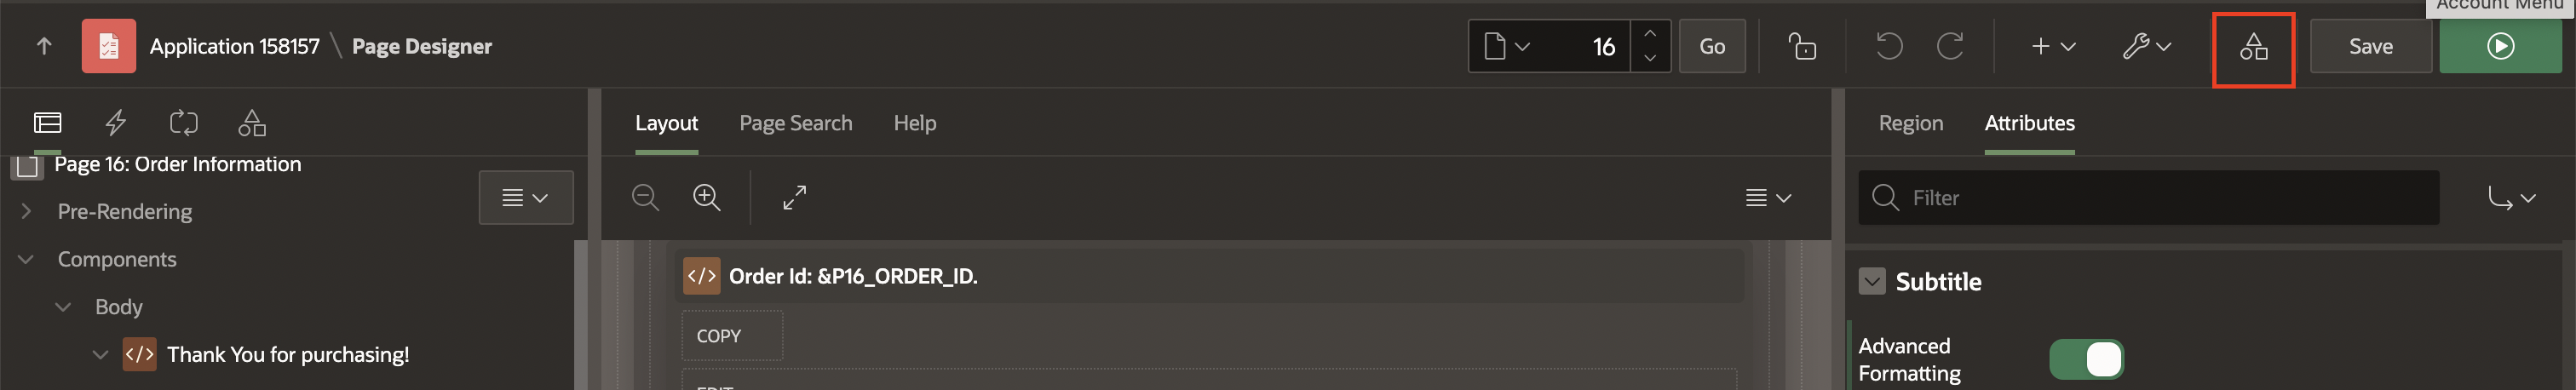 Account Menu
Application 158157 \ Page Designer
16
Go
Save
Layout
Page Search
Help
Region
Attributes
Page 16: Order Information
Filter
Pre-Rendering
Components
Order Id: &P16_ORDER_ID.
Subtitle
Body
COPY
Thank You for purchasing!
Advanced
Formatting
EDIT